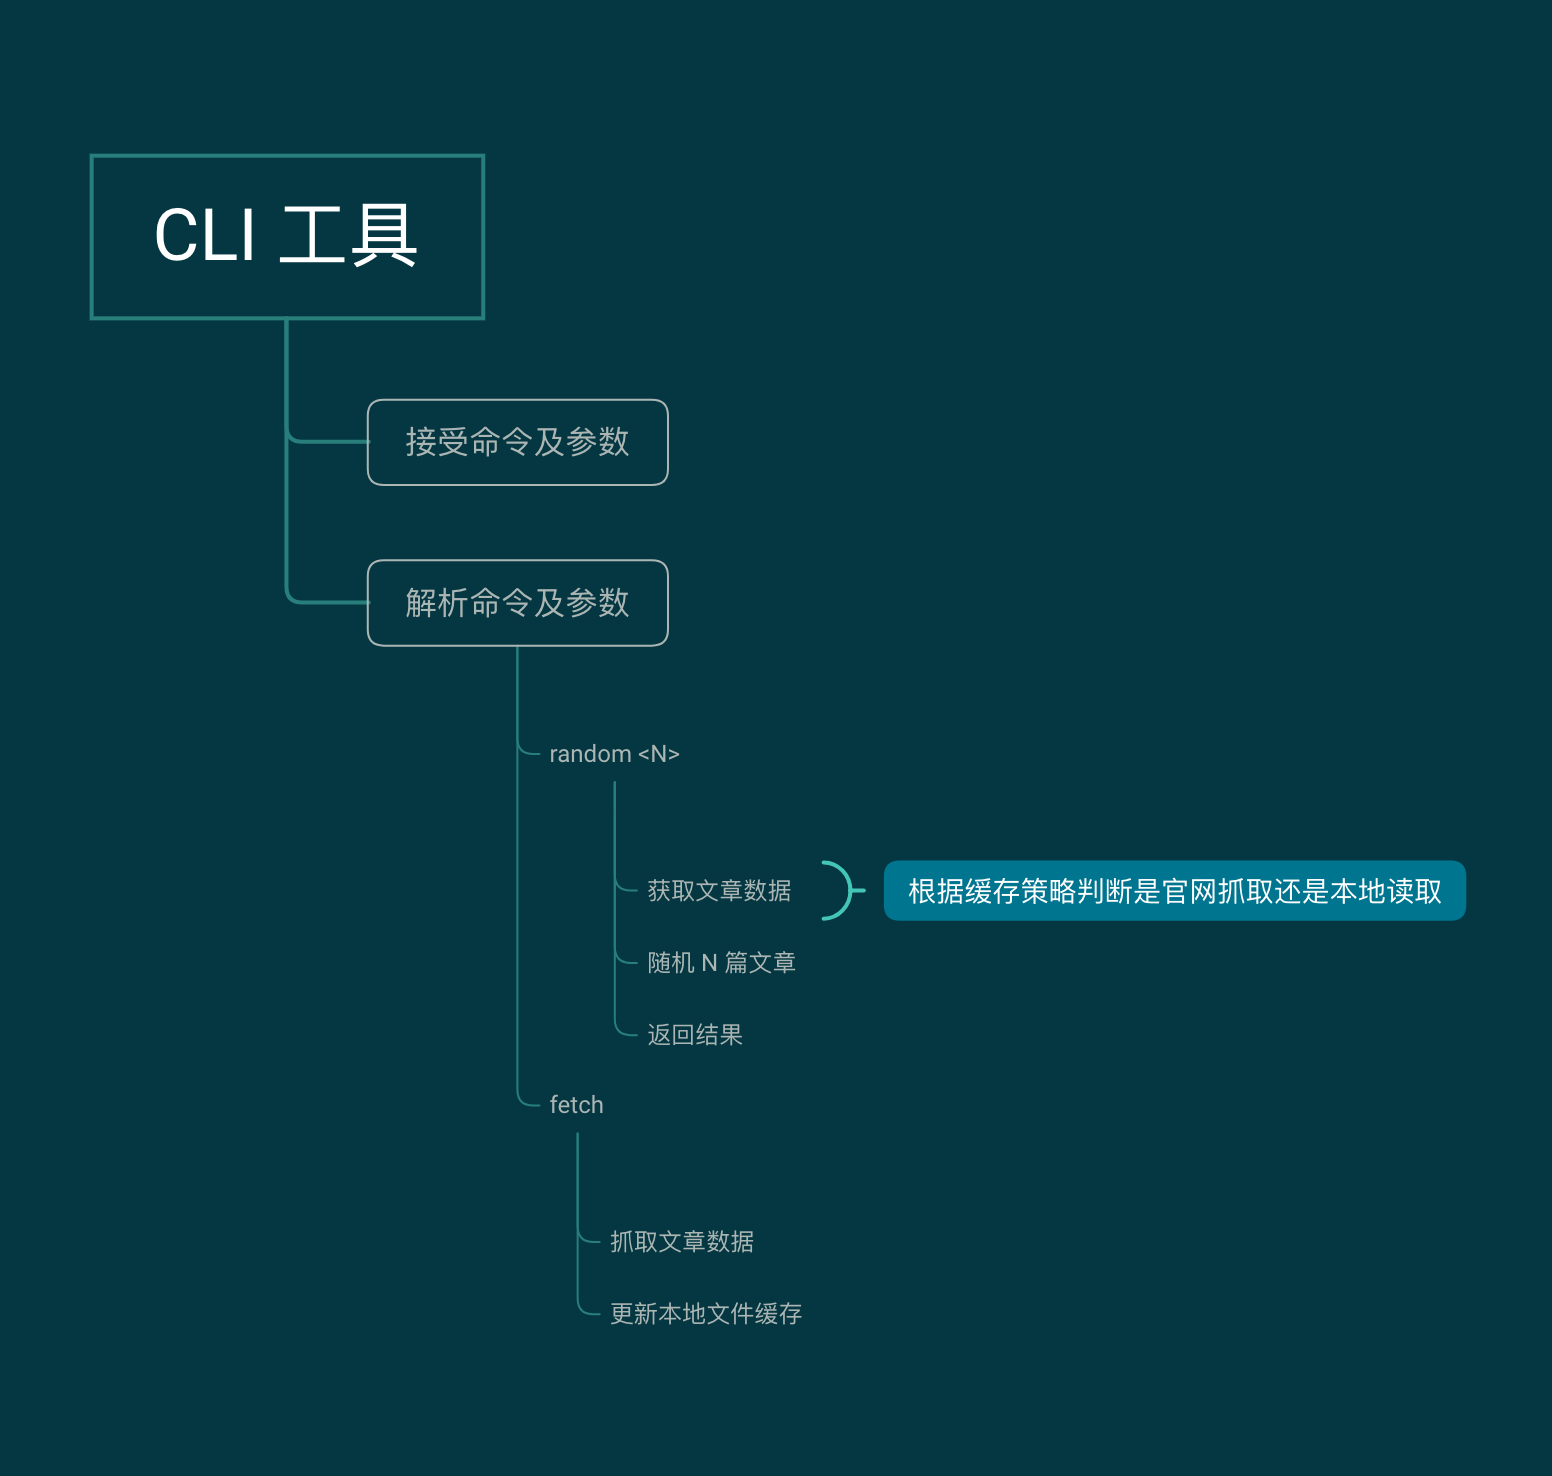 CLI 工具
接受命令及参数
解析命令及参数
random <N>
获取文章数据
根据缓存策略判断是官网抓取还是本地读取
随机 N 篇文章
返回结果
fetch
抓取文章数据
更新本地文件缓存